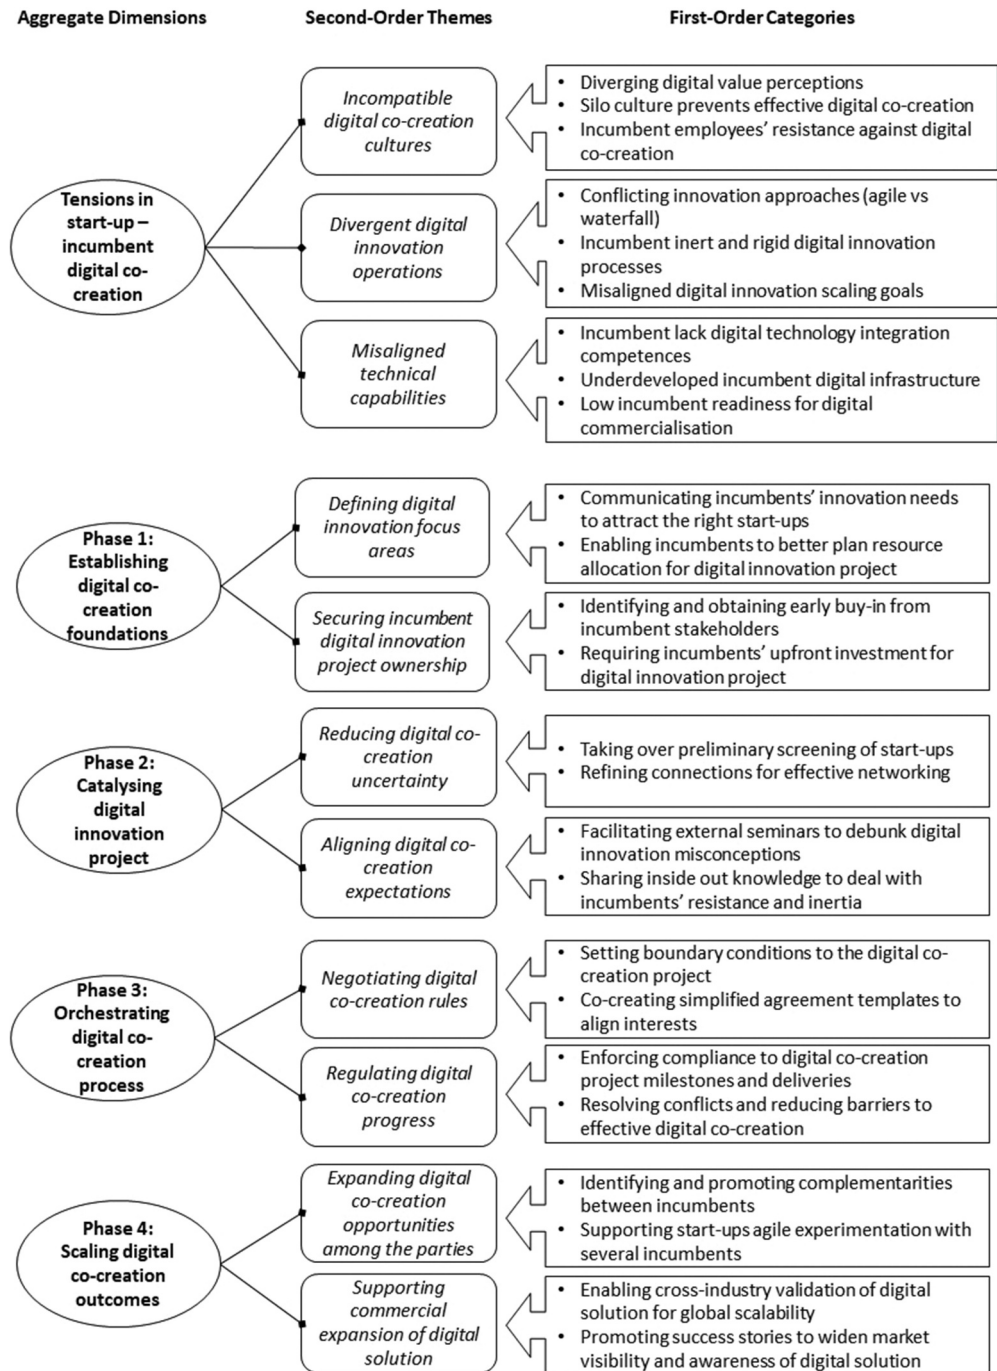 Aggregate Dimensions
Second-Order Themes
First-Order Categories
Tensions in
start-up –
incumbent
digital co-
creation
Incompatible
digital co-creation
cultures
• Diverging digital value perceptions
• Silo culture prevents effective digital co-creation
• Incumbent employees’ resistance against digital
co-creation
Divergent digital
innovation
operations
• Conflicting innovation approaches (agile vs
waterfall)
• Incumbent inert and rigid digital innovation
processes
• Misaligned digital innovation scaling goals
Misaligned
technical
capabilities
• Incumbent lack digital technology integration
competences
• Underdeveloped incumbent digital infrastructure
• Low incumbent readiness for digital
commercialisation
Phase 1:
Establishing
digital co-
creation
foundations
Defining digital
innovation focus
areas
• Communicating incumbents’ innovation needs
to attract the right start-ups
• Enabling incumbents to better plan resource
allocation for digital innovation project
Securing incumbent
digital innovation
project ownership
• Identifying and obtaining early buy-in from
incumbent stakeholders
• Requiring incumbents’ upfront investment for
digital innovation project
Phase 2:
Catalysing
digital
innovation
project
Reducing digital co-
creation
uncertainty
• Taking over preliminary screening of start-ups
• Refining connections for effective networking
Aligning digital co-
creation
expectations
• Facilitating external seminars to debunk digital
innovation misconceptions
• Sharing inside out knowledge to deal with
incumbents’ resistance and inertia
Phase 3:
Orchestrating
digital co-
creation
process
Negotiating digital
co-creation rules
• Setting boundary conditions to the digital co-
creation project
• Co-creating simplified agreement templates to
align interests
Regulating digital
co-creation
progress
• Enforcing compliance to digital co-creation
project milestones and deliveries
• Resolving conflicts and reducing barriers to
effective digital co-creation
Phase 4:
Scaling digital
co-creation
outcomes
Expanding digital
co-creation
opportunities
among the parties
• Identifying and promoting complementarities
between incumbents
• Supporting start-ups agile experimentation with
several incumbents
Supporting
commercial
expansion of digital
solution
• Enabling cross-industry validation of digital
solution for global scalability
• Promoting success stories to widen market
visibility and awareness of digital solution